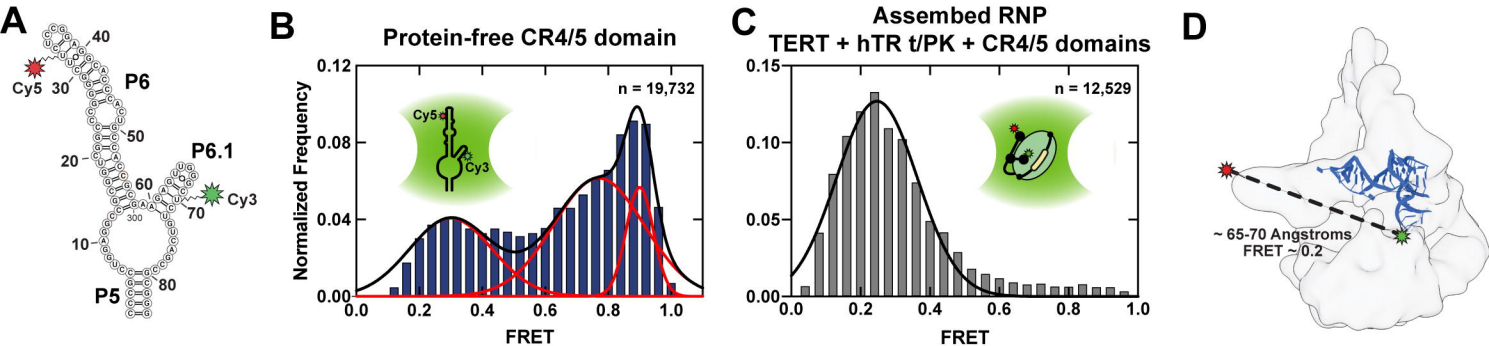 A
40
P6
Cy5
30
50
20
P6.1
60
Cy3
300
70
10
80
P5
B
Protein-free CR4/5 domain
n = 19,732
Cy5
Cy3
Normalized Frequency
0.12
0.08
0.04
0.00
0.0 0.2 0.4 0.6 0.8 1.0
FRET
C
Assembed RNP
TERT + hTR t/PK + CR4/5 domains
n = 12,529
0.15
0.10
0.05
0.00
0.0 0.2 0.4 0.6 0.8 1.0
FRET
D
~ 65-70 Angstroms
FRET ~ 0.2